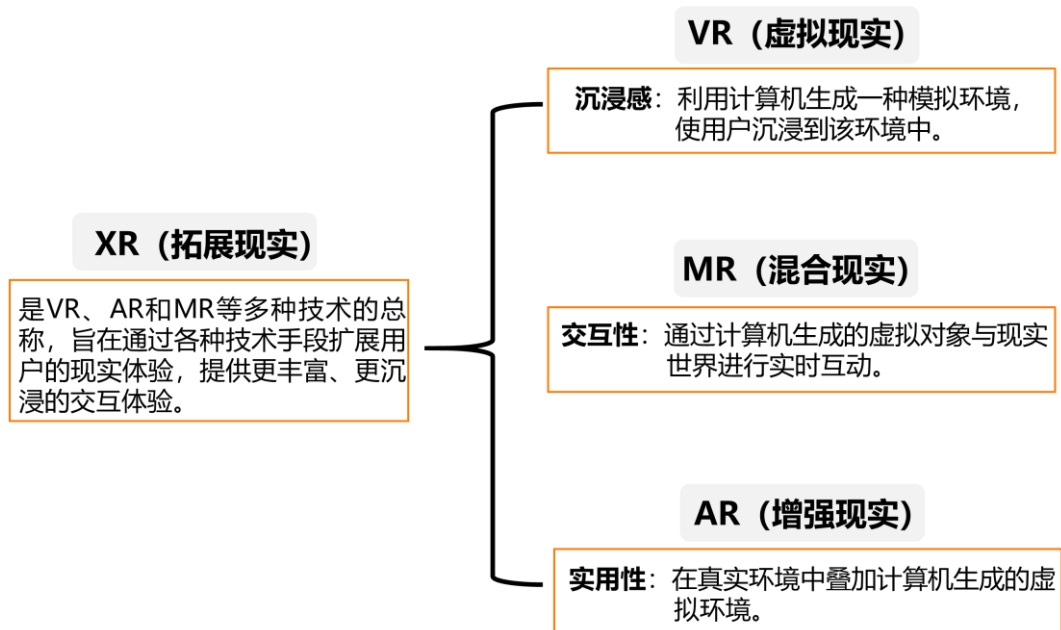 VR（虚拟现实）
沉浸感：利用计算机生成一种模拟环境，
使用户沉浸到该环境中。
XR（拓展现实）
是VR、AR和MR等多种技术的总
称，旨在通过各种技术手段扩展用
户的现实体验，提供更丰富、更沉
浸的交互体验。
MR（混合现实）
交互性：通过计算机生成的虚拟对象与现实
世界进行实时互动。
AR（增强现实）
实用性：在真实环境中叠加计算机生成的虚
拟环境。